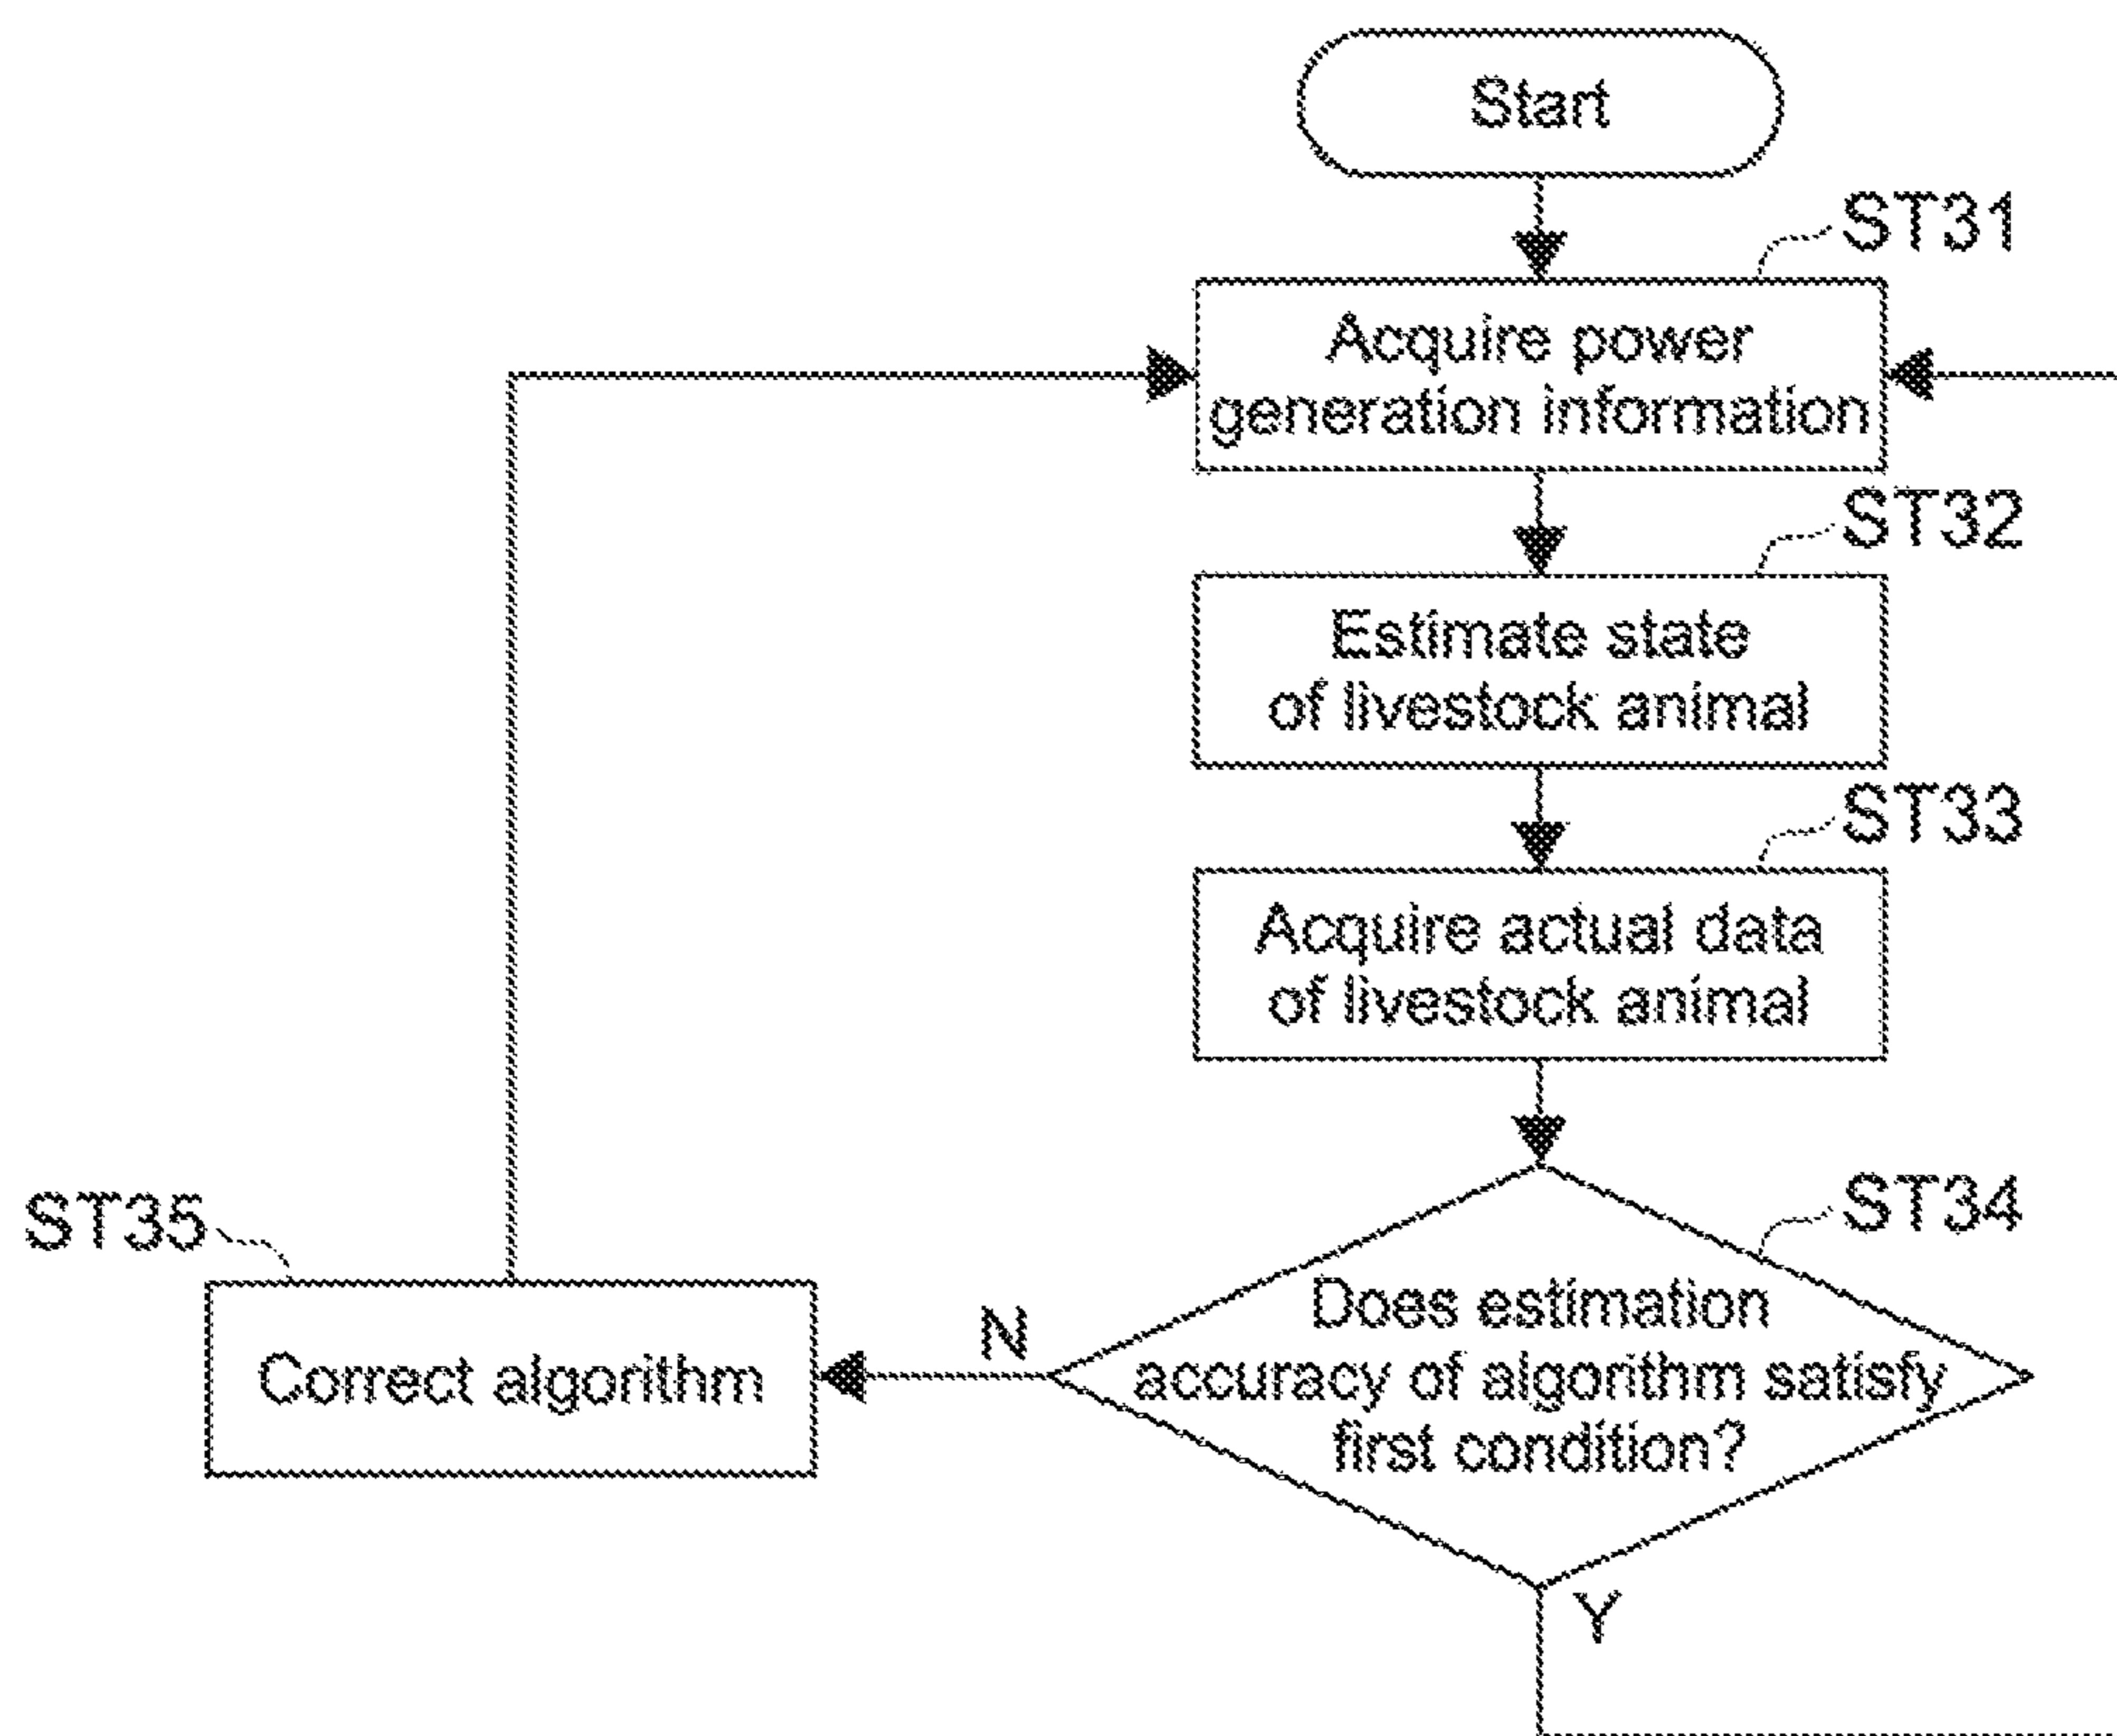 Start
ST31
Acquire power
generation information
ST32
Estimate state
of livestock animal
ST33
Acquire actual data
of livestock animal
ST34
Does estimation
accuracy of algorithm satisfy
first condition?
N
Y
ST35
Correct algorithm